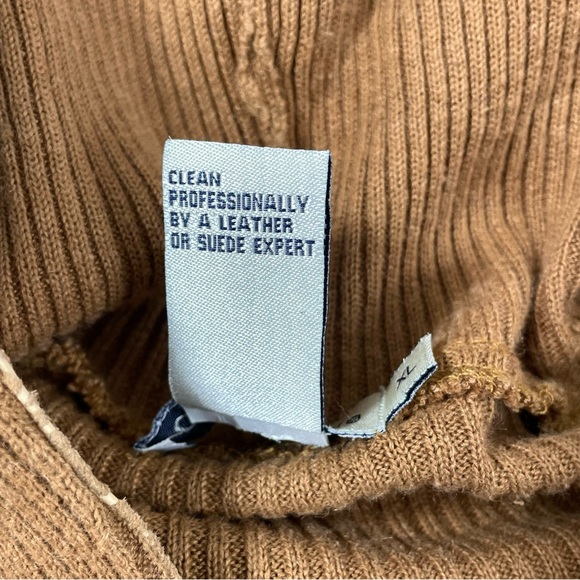 CLEAN
PROFESSIONALLY
BY A LEATHER
OR SUEDE EXPERT
XL